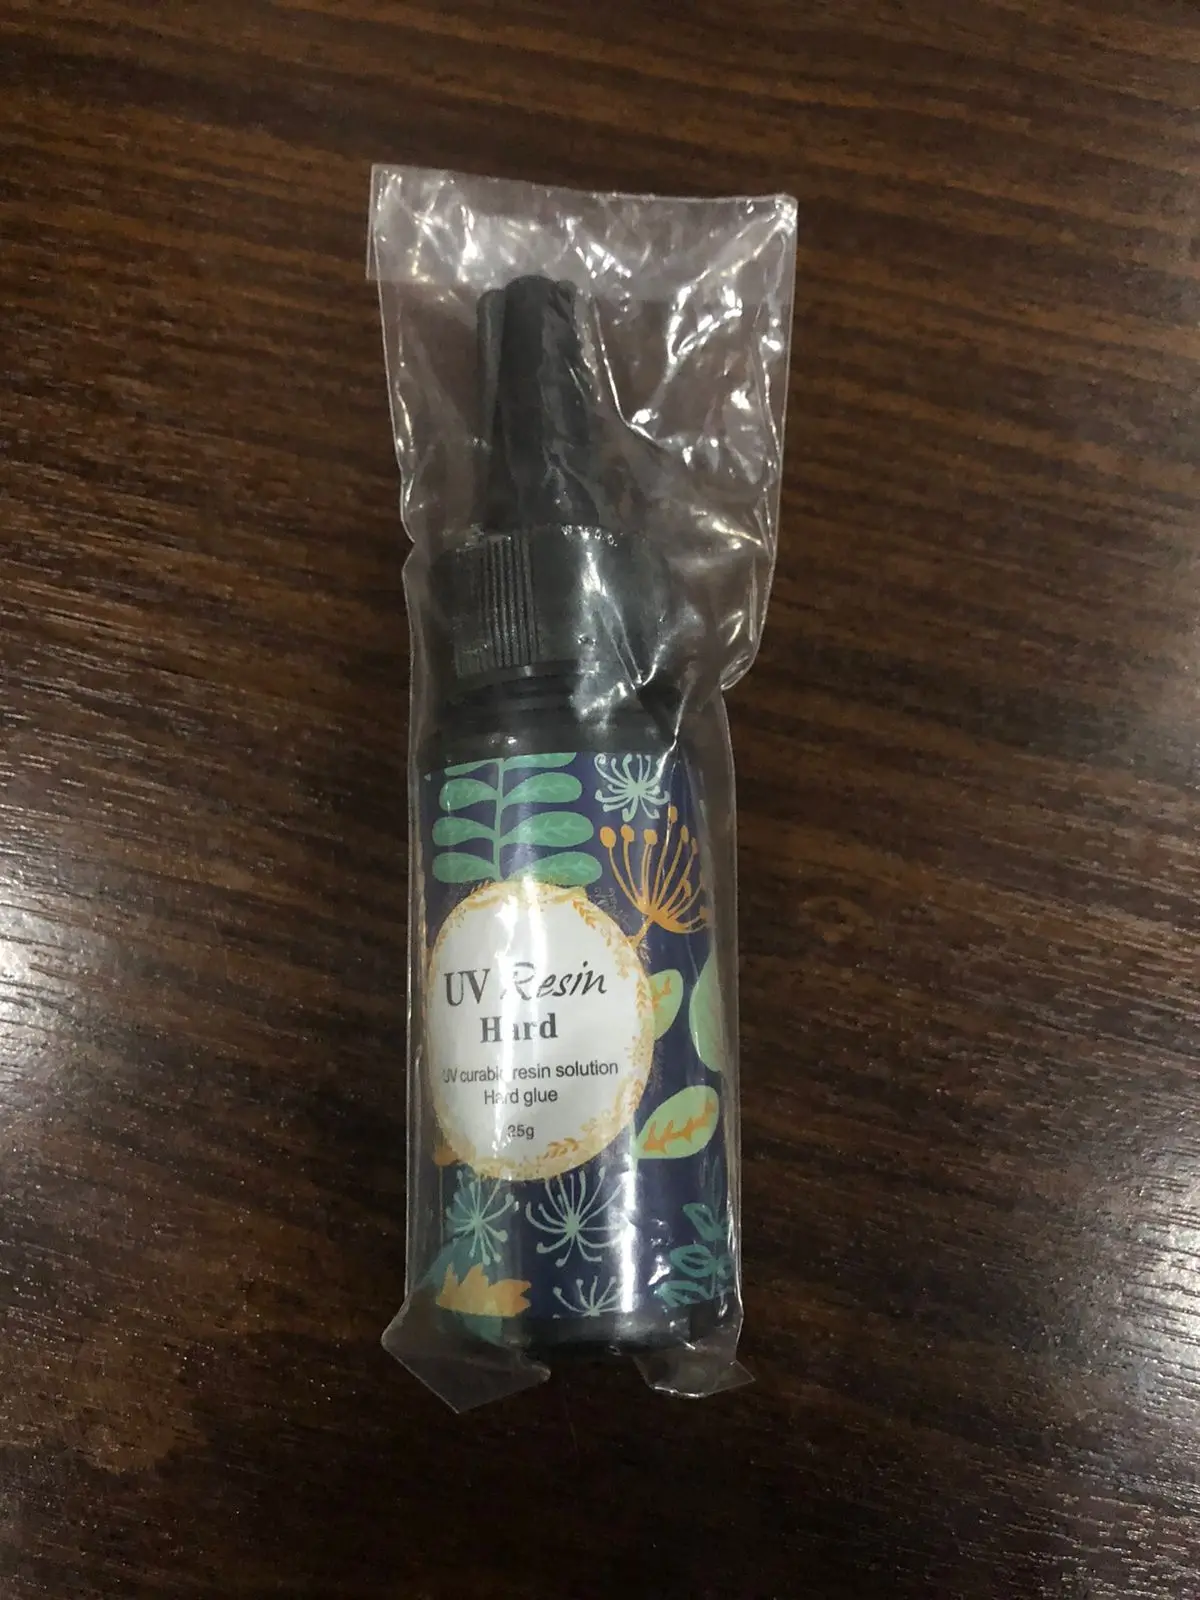 UV Resin
Hard
UV curable resin solution
Hard glue
25g